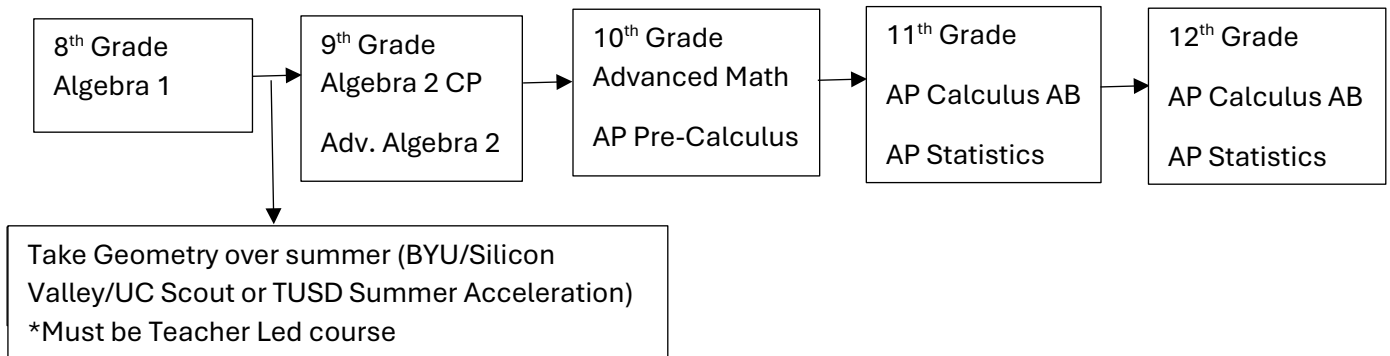 8th Grade
Algebra 1
9th Grade
Algebra 2 CP
Adv. Algebra 2
10th Grade
Advanced Math
AP Pre-Calculus
11th Grade
AP Calculus AB
AP Statistics
12th Grade
AP Calculus AB
AP Statistics
Take Geometry over summer (BYU/Silicon
Valley/UC Scout or TUSD Summer Acceleration)
*Must be Teacher Led course